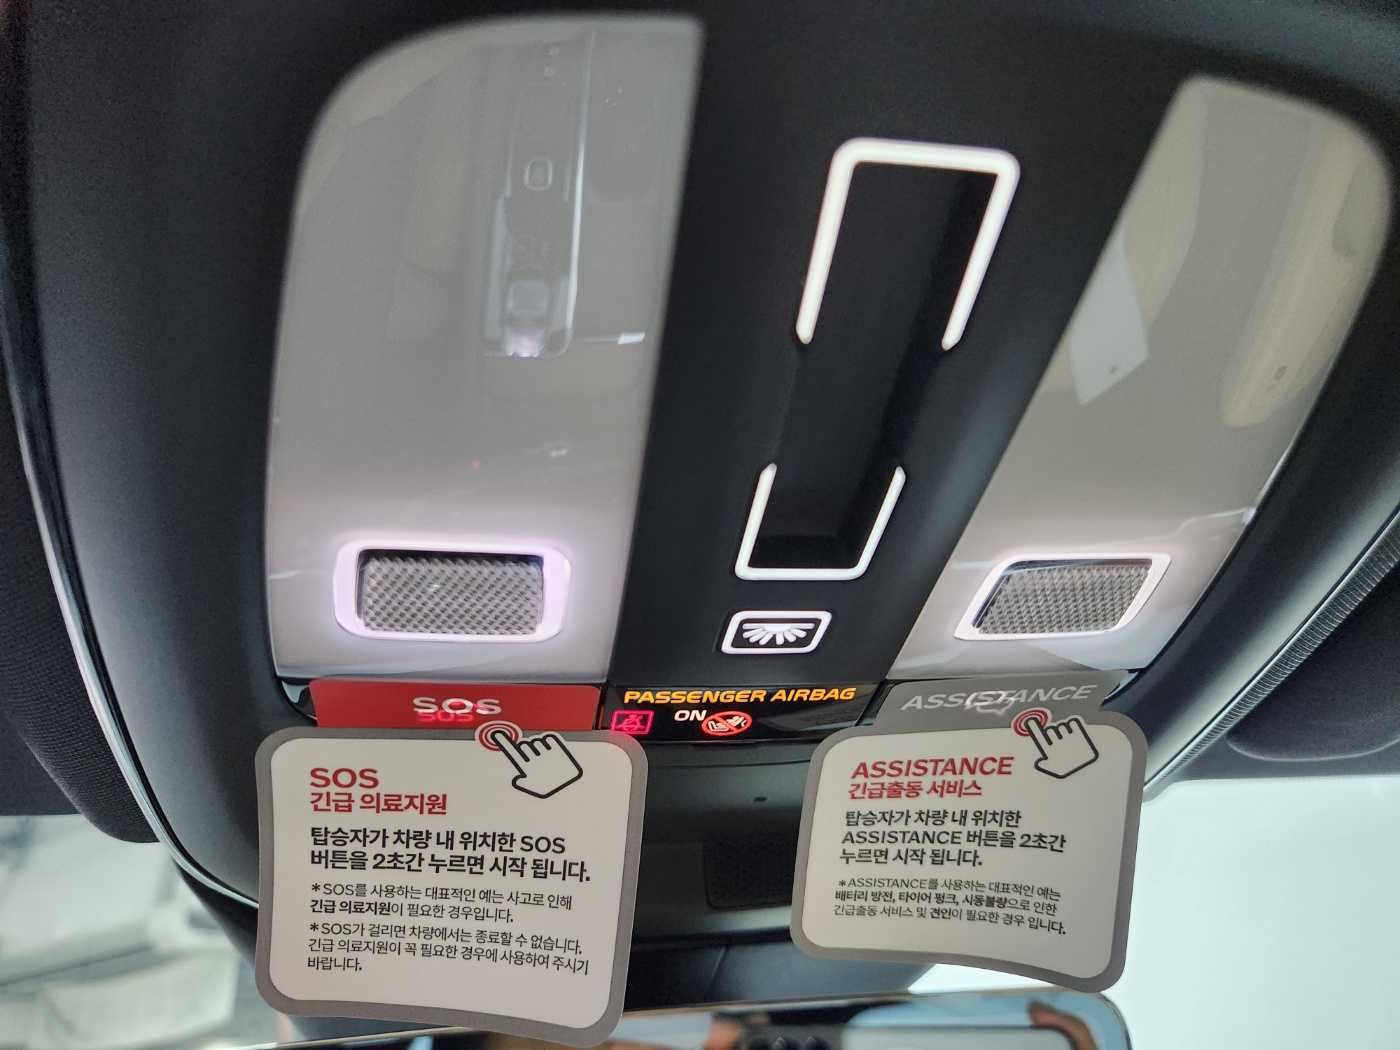 SOS
SOS
PASSENGER AIRBAG
ON
ASSISTANCE
SOS
긴급 의료지원
탑승자가 차량 내 위치한 SOS
버튼을 2초간 누르면 시작 됩니다.
*SOS를 사용하는 대표적인 예는 사고로 인해
긴급 의료지원이 필요한 경우입니다.
*SOS가 걸리면 차량에서는 종료할 수 없습니다.
긴급 의료지원이 꼭 필요한 경우에 사용하여 주시기
바랍니다.
ASSISTANCE
긴급출동 서비스
탑승자가 차량 내 위치한
ASSISTANCE 버튼을 2초간
누르면 시작 됩니다.
*ASSISTANCE를 사용하는 대표적인 예는
배터리 방전, 타이어 펑크, 시동불량으로 인한
긴급출동 서비스 및 견인이 필요한 경우 입니다.